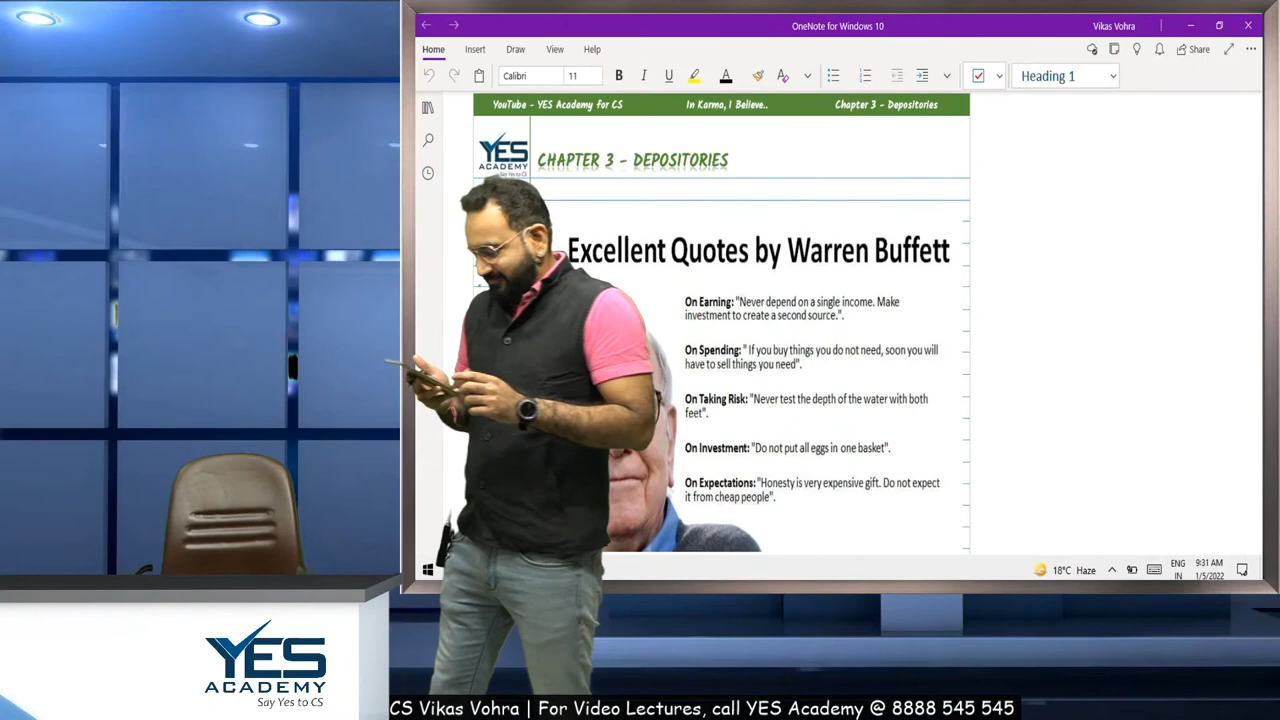 OneNote for Windows 10
Vikas Vohra
Home Insert Draw View Help
Share
Calibri 11 B I U A A Heading 1
YouTube - YES Academy for CS In Karma, I Believe.. Chapter 3 - Depositories
YES
ACADEMY
Say Yes to CS
CHAPTER 3 - DEPOSITORIES
Excellent Quotes by Warren Buffett
On Earning: "Never depend on a single income. Make
investment to create a second source.".
On Spending: " If you buy things you do not need, soon you will
have to sell things you need".
On Taking Risk: "Never test the depth of the water with both
feet".
On Investment: "Do not put all eggs in one basket".
On Expectations: "Honesty is very expensive gift. Do not expect
it from cheap people".
18°C Haze
ENG
IN
9:31 AM
1/5/2022
YES
ACADEMY
Say Yes to CS
CS Vikas Vohra | For Video Lectures, call YES Academy @ 8888 545 545